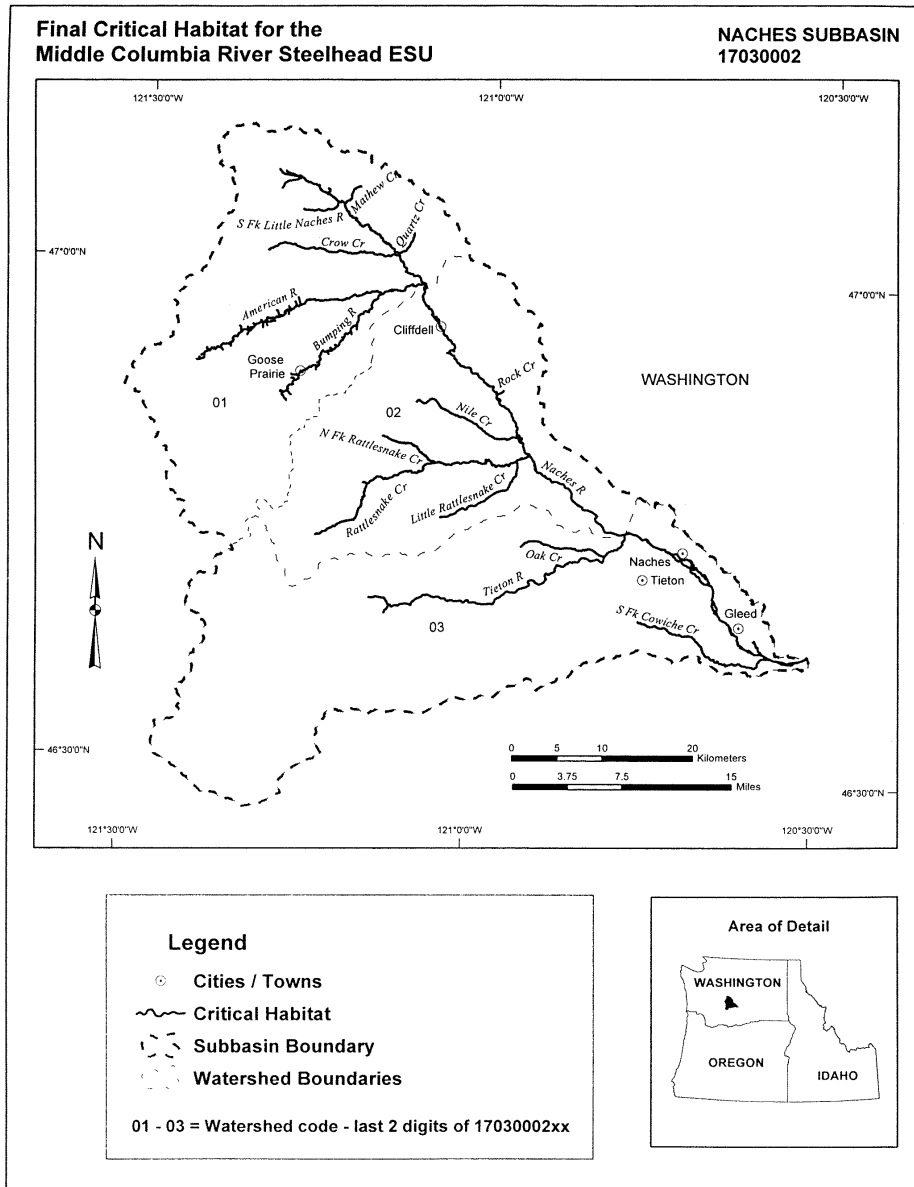 Final Critical Habitat for the
Middle Columbia River Steelhead ESU
NACHES SUBBASIN
17030002
121°30'0"W
121°0'0"W
120°30'0"W
47°0'0"N
47°0'0"N
Mathew Cr
S Fk Little Naches R
Quartz Cr
Crow Cr
American R
Bumping R
Cliffdell
Goose
Prairie
Rock Cr
WASHINGTON
01
02
Nile Cr
N Fk Rattlesnake Cr
Naches R
Little Rattlesnake Cr
Rattlesnake Cr
N
Oak Cr
Naches
Tieton
Tieton R
Gleed
S Fk Cowiche Cr
03
46°30'0"N
0 5 10 20
Kilometers
0 3.75 7.5 15
Miles
46°30'0"N
121°30'0"W
121°0'0"W
120°30'0"W
Legend
Cities / Towns
Critical Habitat
Subbasin Boundary
Watershed Boundaries
01 - 03 = Watershed code - last 2 digits of 17030002xx
Area of Detail
WASHINGTON
OREGON
IDAHO